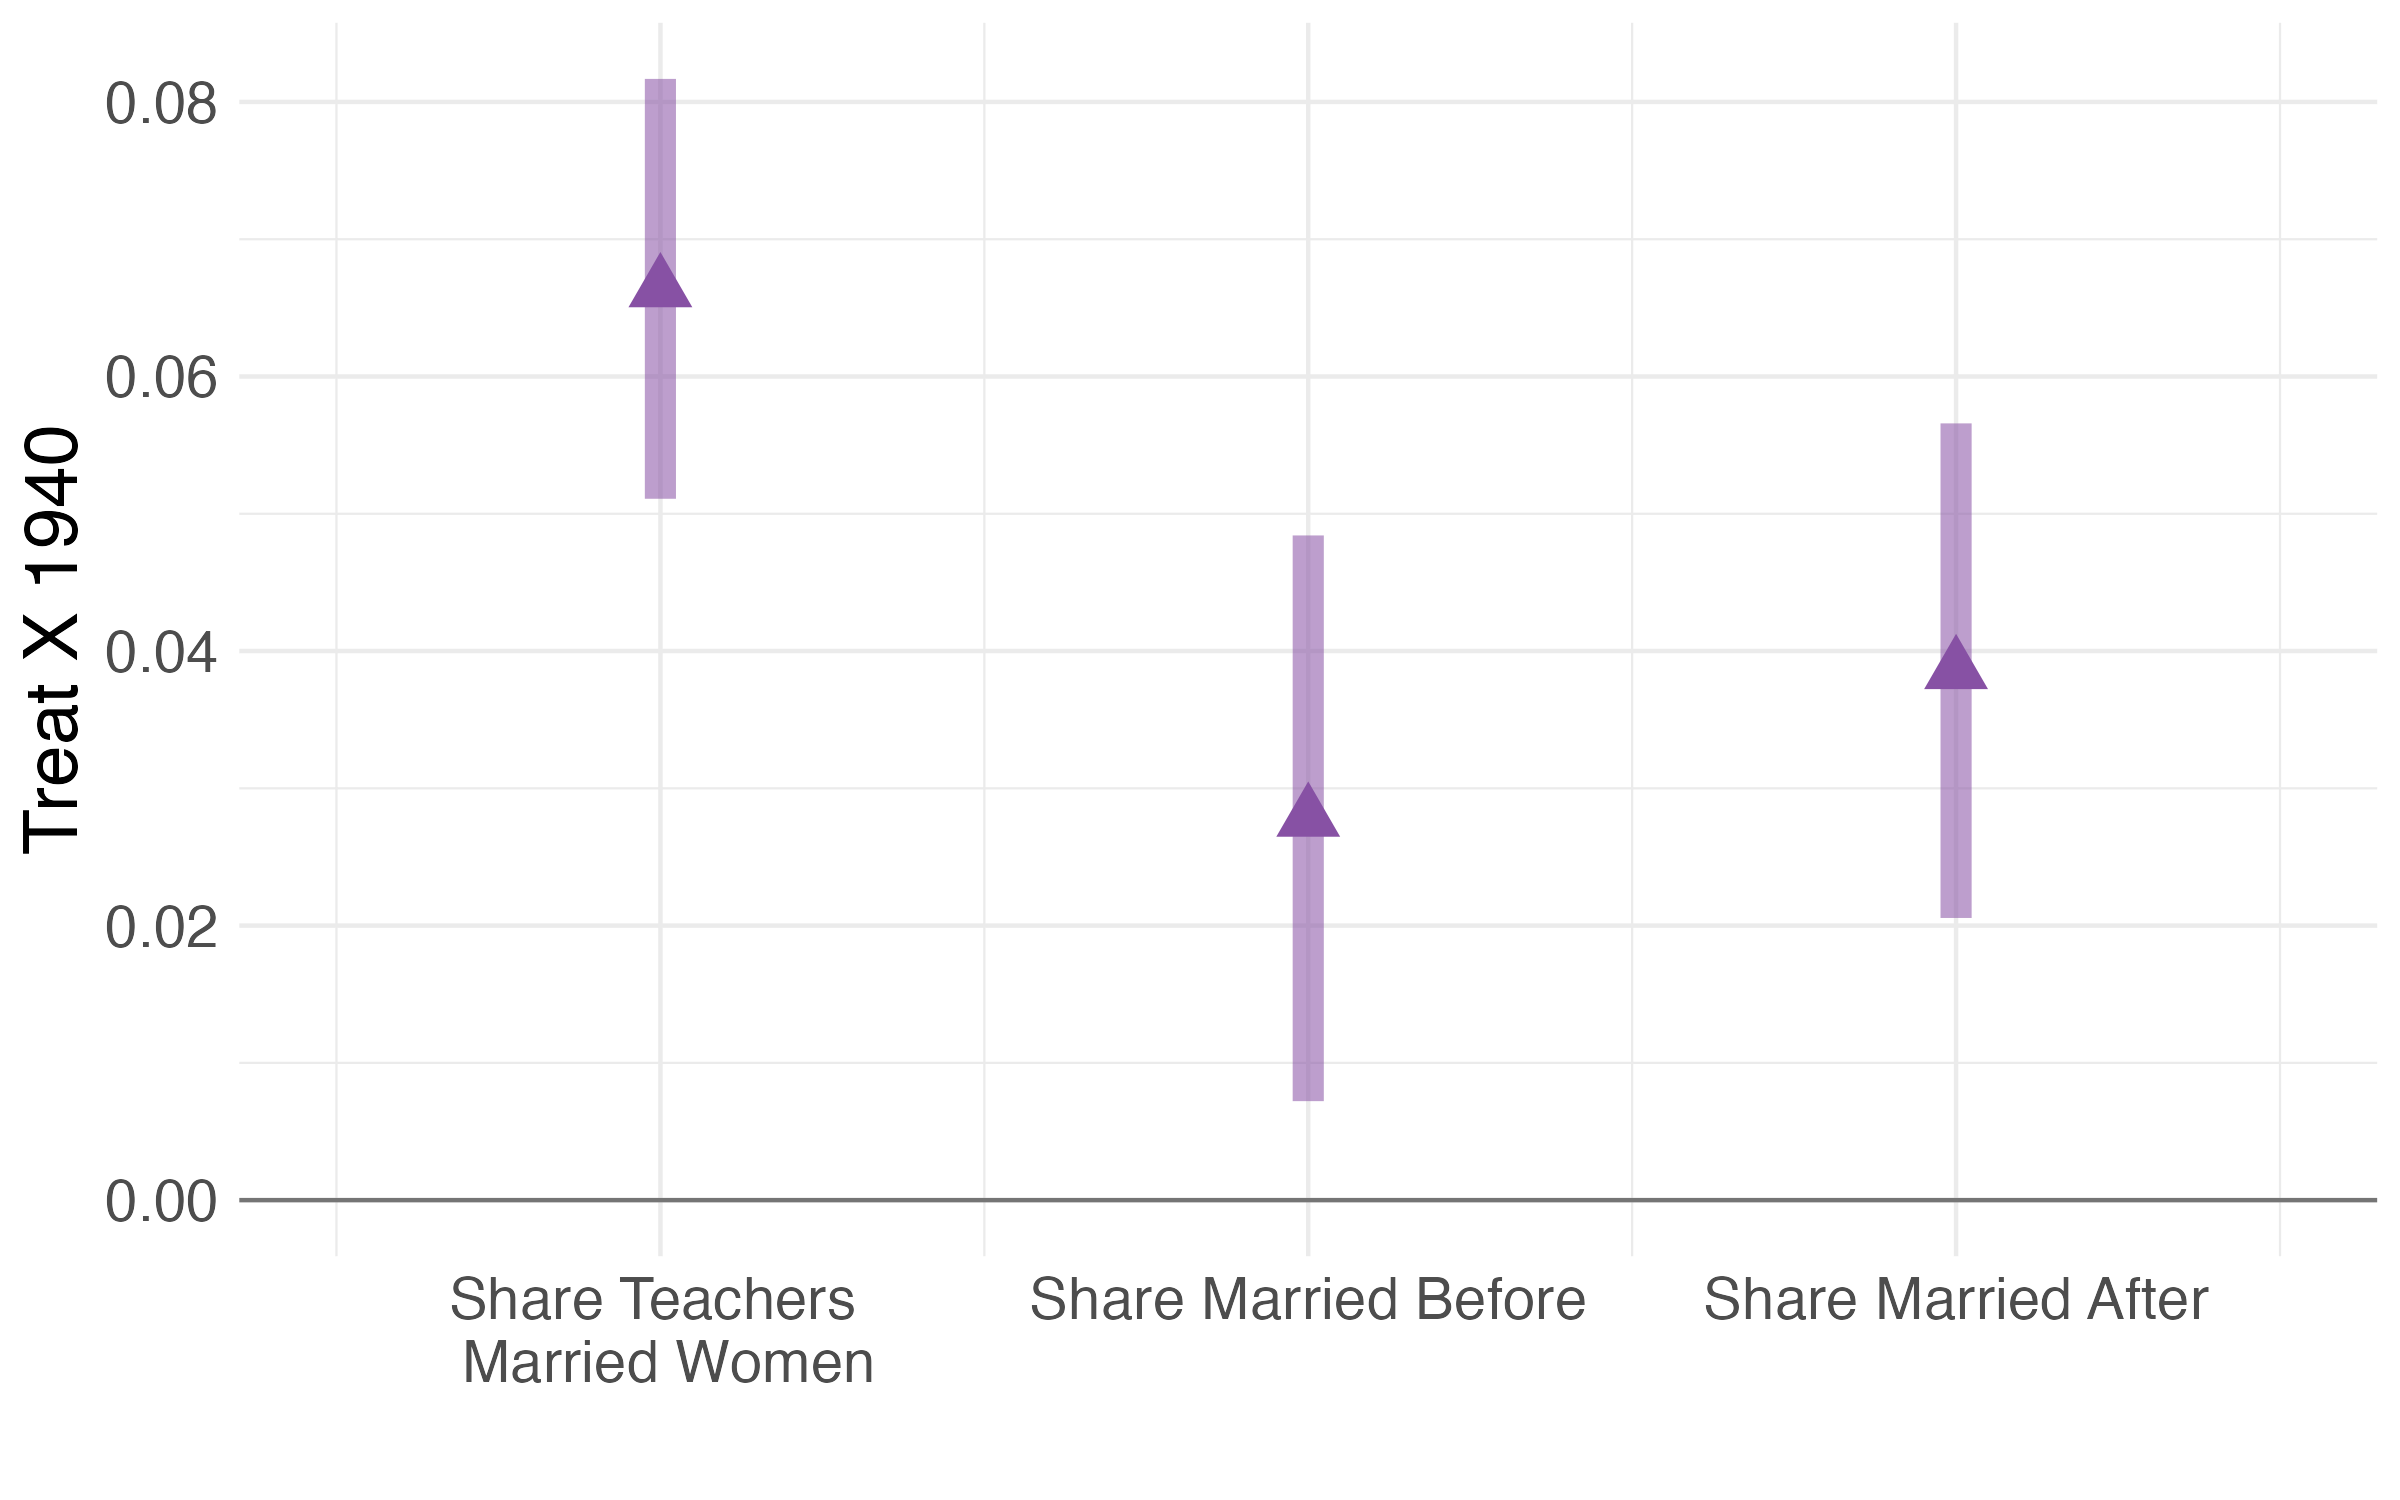 Treat X 1940
0.08
0.06
0.04
0.02
0.00
Share Teachers
Married Women
Share Married Before
Share Married After